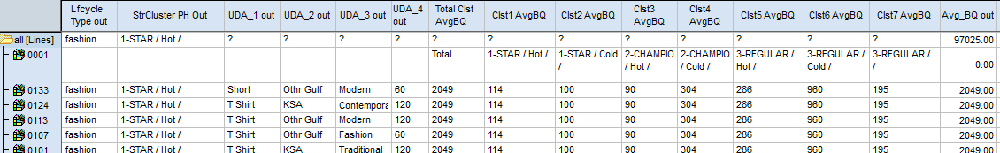 Lfcycle Type out StrCluster PH Out UDA_1 out UDA_2 out UDA_3 out UDA_4 out Total Clst AvgBQ Clst1 AvgBQ Clst2 AvgBQ Clst3 AvgBQ Clst4 AvgBQ Clst5 AvgBQ Clst6 AvgBQ Clst7 AvgBQ Avg_BQ out
all [Lines] fashion 1-STAR / Hot / ? ? ? ? ? ? ? ? ? ? ? ? 97025.00
0001 Total 1-STAR / Hot / 1-STAR / Cold / 2-CHAMPIO / Hot / 2-CHAMPIO / Cold / 3-REGULAR / Hot / 3-REGULAR / Cold / 3-REGULAR / / 0.00
0133 fashion 1-STAR / Hot / Short Othr Gulf Modern 60 2049 114 100 90 304 286 960 195 2049.00
0124 fashion 1-STAR / Hot / T Shirt KSA Contempora 120 2049 114 100 90 304 286 960 195 2049.00
0113 fashion 1-STAR / Hot / T Shirt Othr Gulf Modern 120 2049 114 100 90 304 286 960 195 2049.00
0107 fashion 1-STAR / Hot / T Shirt Othr Gulf Fashion 60 2049 114 100 90 304 286 960 195 2049.00
0101 fashion 1-STAR / Hot / T Shirt KSA Traditional 120 2049 114 100 90 304 286 960 195 2049.00